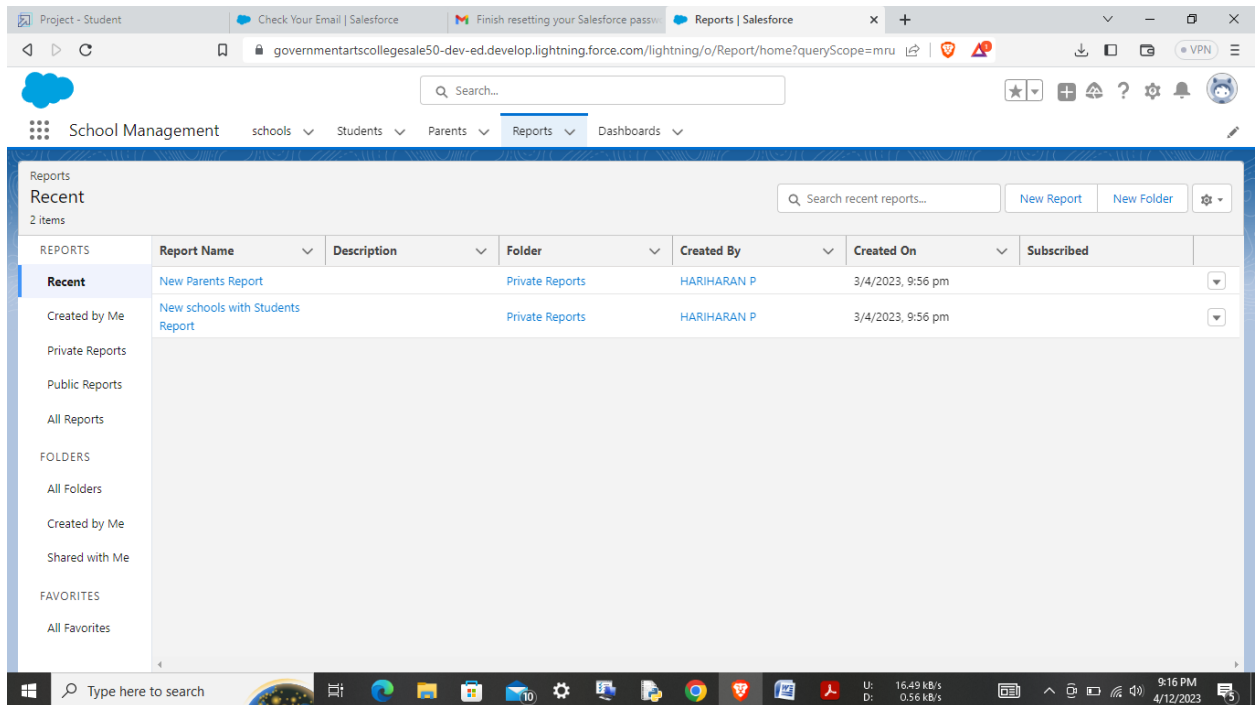 Project - Student
Check Your Email | Salesforce
Finish resetting your Salesforce passw
Reports | Salesforce
governmentartscollegesale50-dev-ed.develop.lightning.force.com/lightning/o/Report/home?queryScope=mru
1
VPN
Search...
School Management
schools
Students
Parents
Reports
Dashboards
Reports
Recent
2 items
Search recent reports...
New Report
New Folder
REPORTS
Report Name
Description
Folder
Created By
Created On
Subscribed
Recent
New Parents Report
Private Reports
HARIHARAN P
3/4/2023, 9:56 pm
Created by Me
New schools with Students
Report
Private Reports
HARIHARAN P
3/4/2023, 9:56 pm
Private Reports
Public Reports
All Reports
FOLDERS
All Folders
Created by Me
Shared with Me
FAVORITES
All Favorites
Type here to search
10
U: 16.49 kB/s
D: 0.56 kB/s
9:16 PM
4/12/2023
5